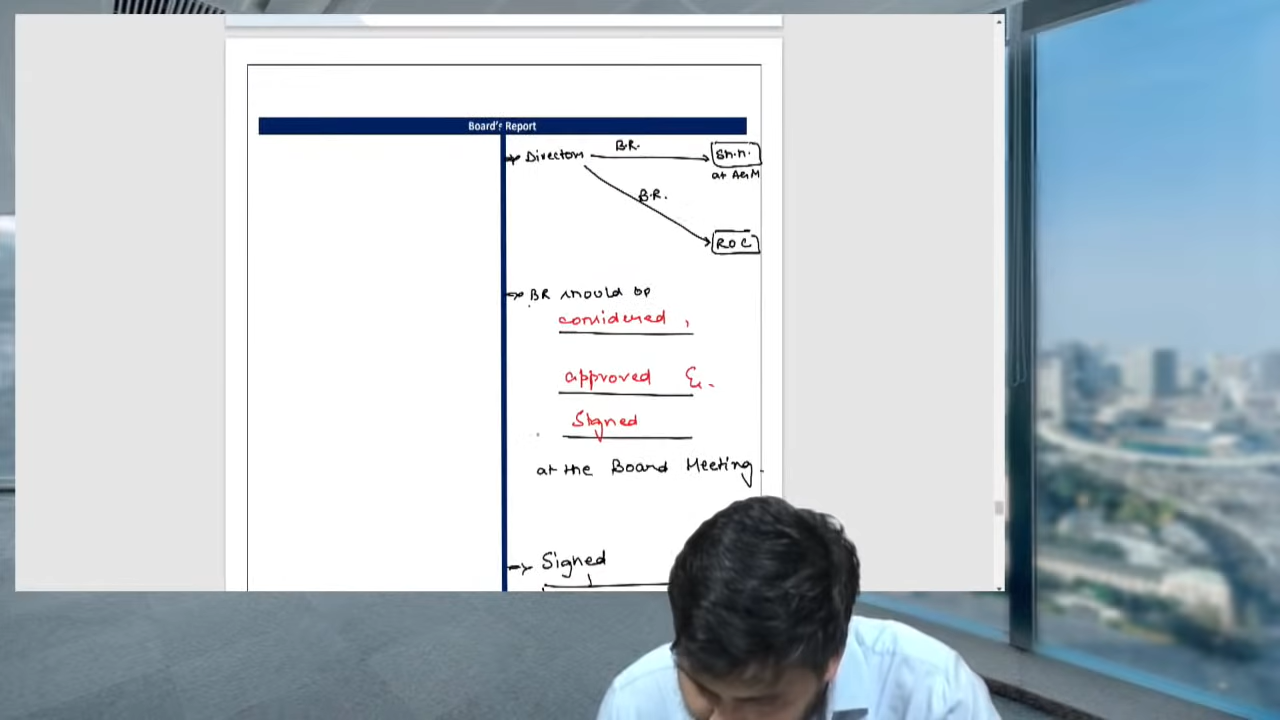 Board's Report
→ Directors B.R. Sh.h.
at AGM
B.R.
ROC
→ BR should be
considered,
approved &.
Signed
at the Board Meeting.
→ Signed